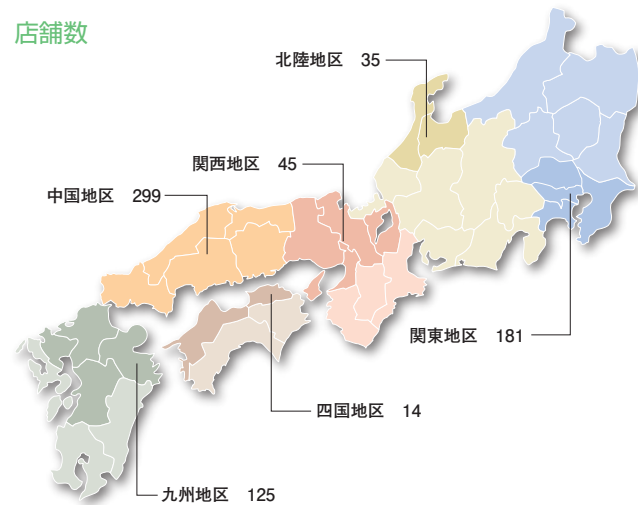 店舗数
北陸地区 35
関西地区 45
中国地区 299
関東地区 181
四国地区 14
九州地区 125